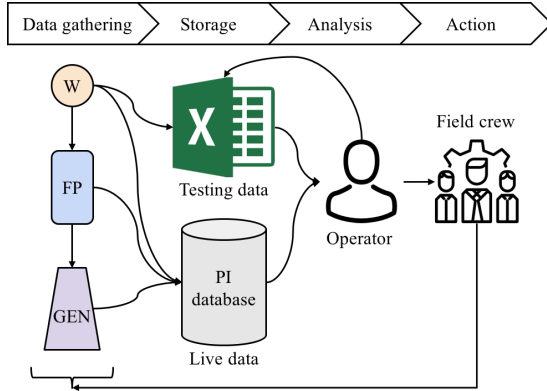 Data gathering
Storage
Analysis
Action
W
FP
GEN
X
Testing data
PI
database
Live data
Operator
Field crew